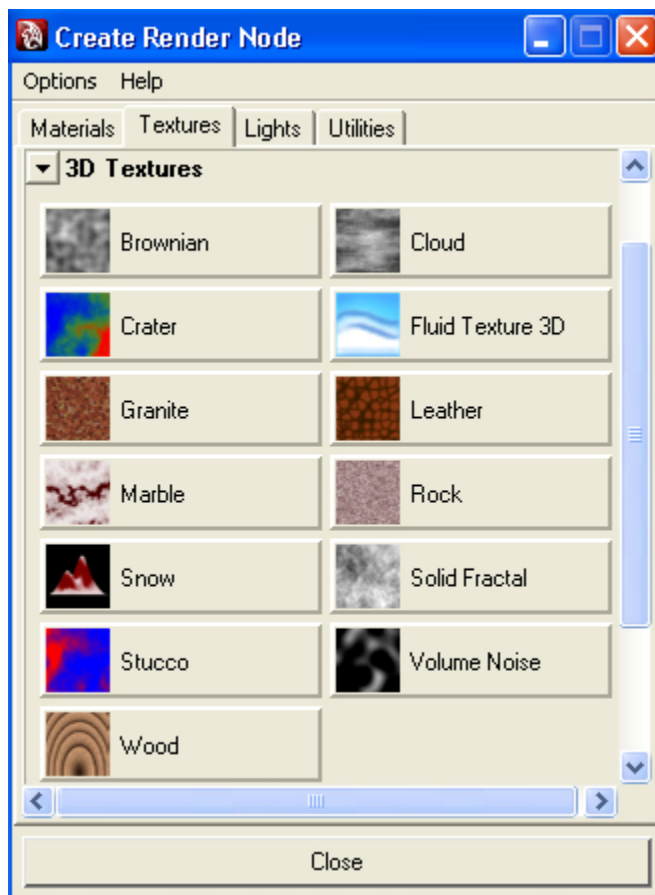 Create Render Node
Options Help
Materials Textures Lights Utilities
3D Textures
Brownian Cloud
Crater Fluid Texture 3D
Granite Leather
Marble Rock
Snow Solid Fractal
Stucco Volume Noise
Wood
Close